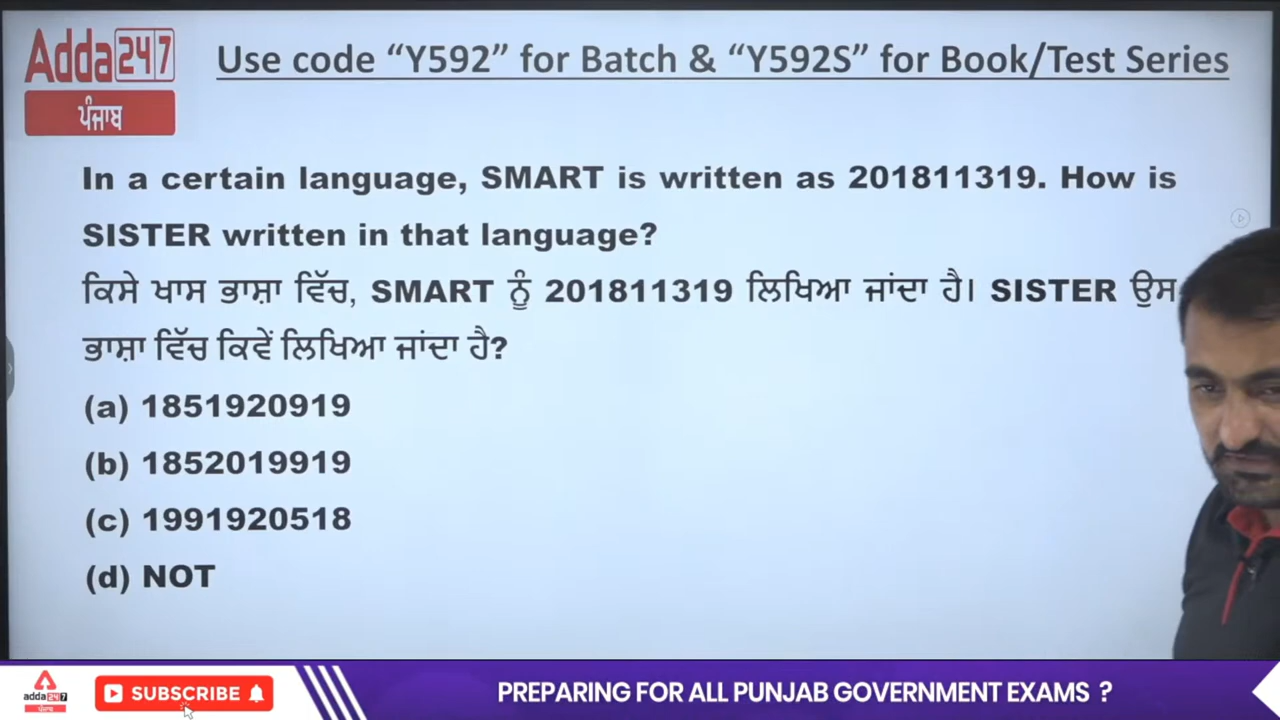 Adda247
ਪੰਜਾਬ
Use code “Y592” for Batch & “Y592S” for Book/Test Series
In a certain language, SMART is written as 201811319. How is
SISTER written in that language?
ਕਿਸੇ ਖਾਸ ਭਾਸ਼ਾ ਵਿੱਚ, SMART ਨੂੰ 201811319 ਲਿਖਿਆ ਜਾਂਦਾ ਹੈ। SISTER ਉਸ
ਭਾਸ਼ਾ ਵਿੱਚ ਕਿਵੇਂ ਲਿਖਿਆ ਜਾਂਦਾ ਹੈ?
(a) 1851920919
(b) 1852019919
(c) 1991920518
(d) NOT
adda247
ਪੰਜਾਬ
SUBSCRIBE
PREPARING FOR ALL PUNJAB GOVERNMENT EXAMS ?